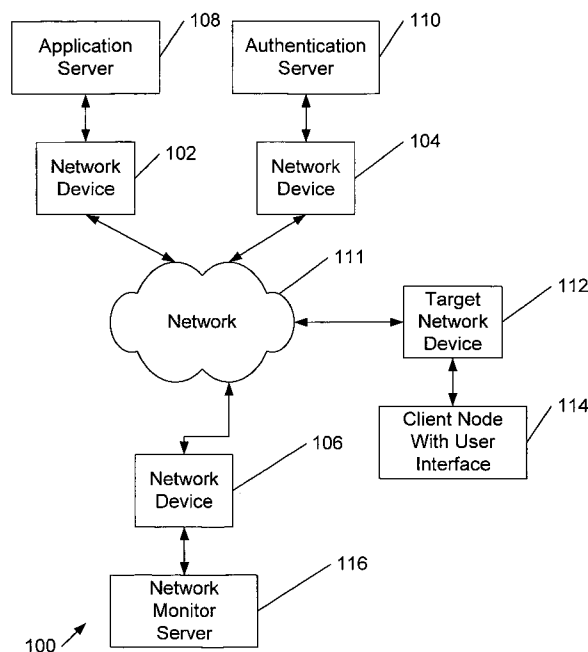 108
Application
Server
110
Authentication
Server
102
Network
Device
104
Network
Device
111
Network
112
Target
Network
Device
114
Client Node
With User
Interface
106
Network
Device
116
Network
Monitor
Server
100